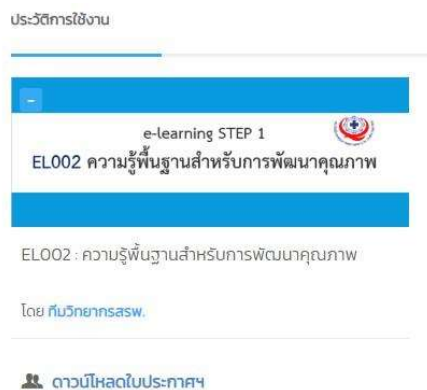 ประวัติการใช้งาน
-
e-learning STEP 1
EL002 ความรู้พื้นฐานสำหรับการพัฒนาคุณภาพ
EL002 : ความรู้พื้นฐานสำหรับการพัฒนาคุณภาพ
โดย ทีมวิทยากรสรพ.
ดาวน์โหลดใบประกาศฯ